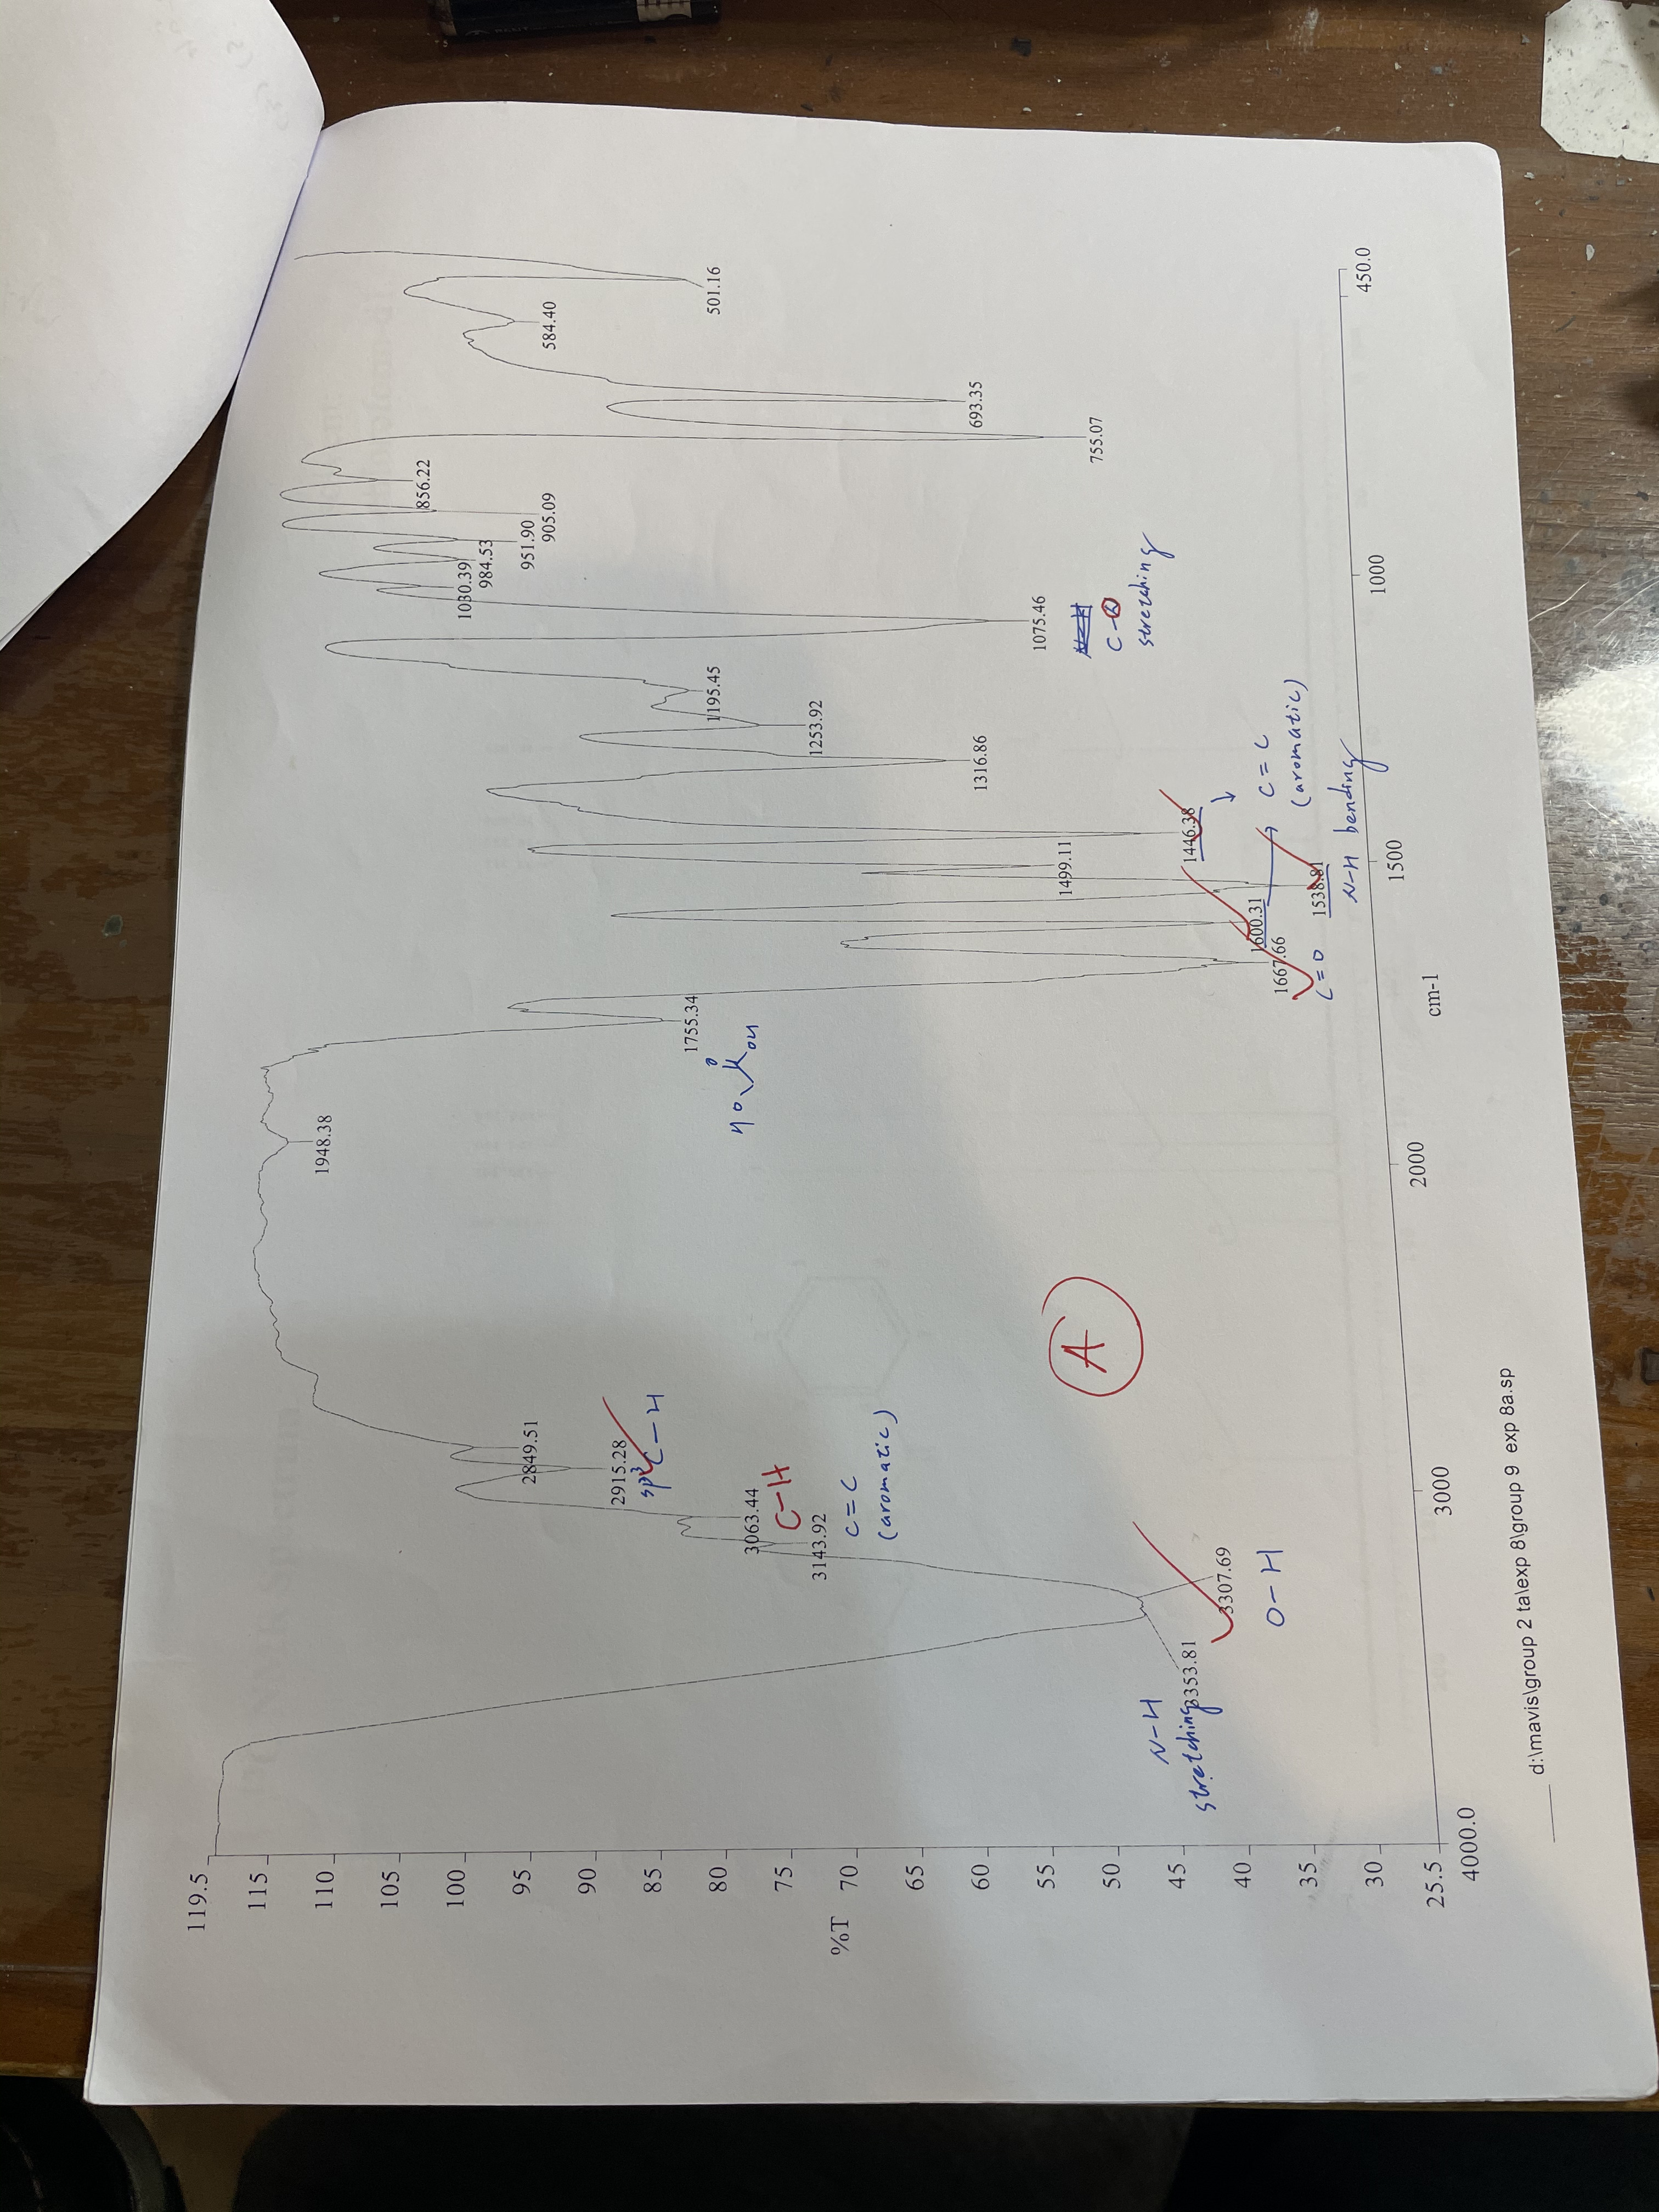 119.5
115
110
105
100
95
90
85
80
75
70
65
60
55
50
45
40
35
30
25.5
%T
4000.0
3000
2000
1500
1000
450.0
cm-1
3353.81
N-H
stretching
3307.69
O-H
3143.92
3063.44
C-H
C=C
(aromatic)
2915.28
sp³ C-H
2849.51
1948.38
1755.34
HO
O
OH
1667.66
C=O
1600.31
1538.81
N-H bending
1499.11
1446.38
C=C
(aromatic)
1316.86
1253.92
1195.45
1075.46
C-O
stretching
1030.39
984.53
951.90
905.09
856.22
755.07
693.35
584.40
501.16
A
d:\mavis\group 2 ta\exp 8\group 9 exp 8a.sp